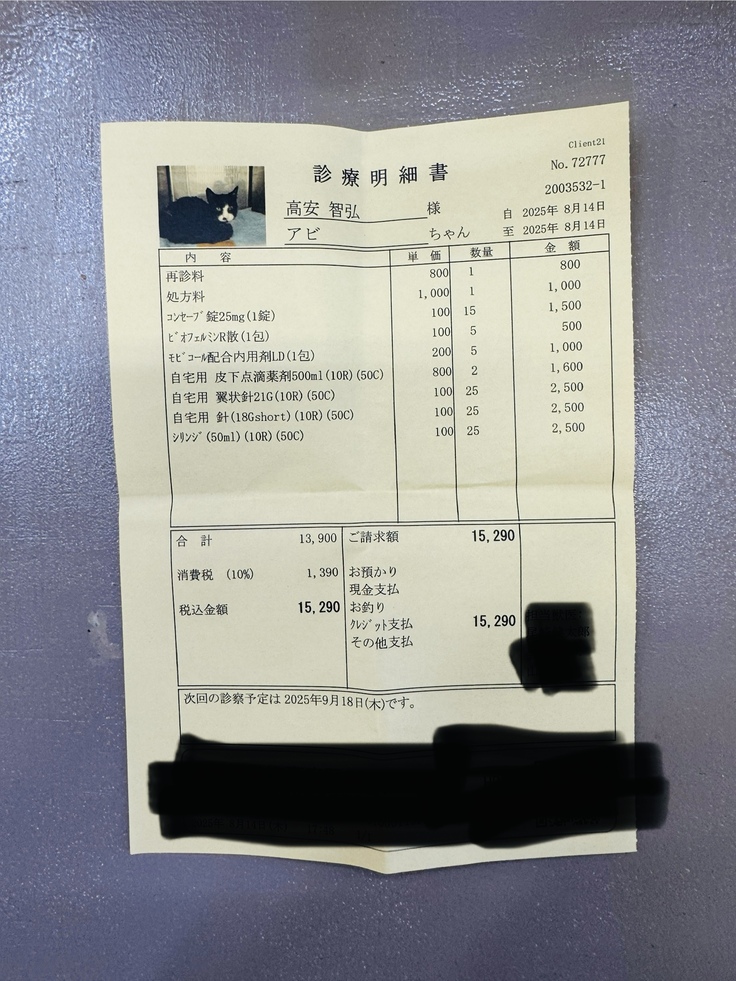 Client21
診療明細書
No.72777
2003532-1
高安 智弘 様
自 2025年 8月14日
アビ ちゃん
至 2025年 8月14日
内 容 単 価 数量 金 額
再診料 800 1 800
処方料 1,000 1 1,000
ｺﾝｾｰﾌﾞ錠25mg(1錠) 100 15 1,500
ﾋﾞｵﾌｪﾙﾐﾝR散(1包) 100 5 500
ﾓﾋﾞｺｰﾙ配合内用剤LD(1包) 200 5 1,000
自宅用 皮下点滴薬剤500ml(10R)(50C) 800 2 1,600
自宅用 翼状針21G(10R)(50C) 100 25 2,500
自宅用 針(18Gshort)(10R)(50C) 100 25 2,500
ｼﾘﾝｼﾞ(50ml)(10R)(50C) 100 25 2,500
合 計 13,900 ご請求額 15,290
消費税 (10%) 1,390 お預かり
現金支払
税込金額 15,290 お釣り
ｸﾚｼﾞｯﾄ支払 15,290
その他支払
次回の診察予定は 2025年9月18日(木)です。